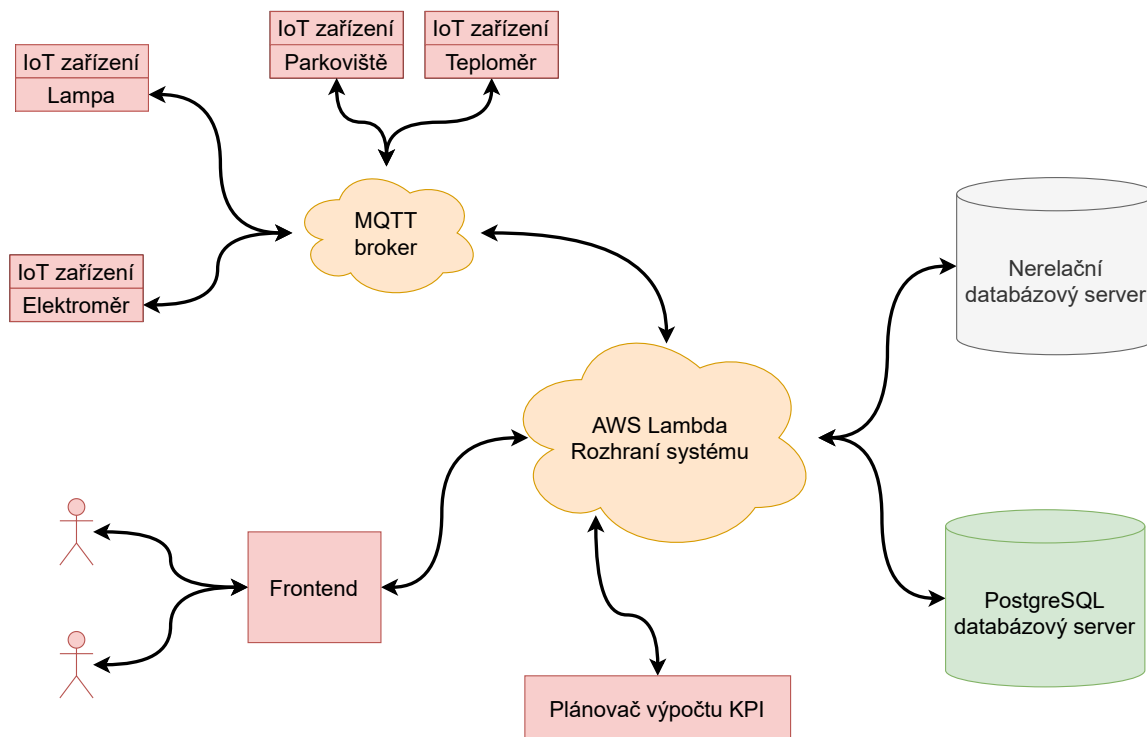 IoT zařízení
Parkoviště
IoT zařízení
Teploměr
IoT zařízení
Lampa
MQTT
broker
IoT zařízení
Elektroměr
Nerelační
databázový server
AWS Lambda
Rozhraní systému
Frontend
PostgreSQL
databázový server
Plánovač výpočtu KPI